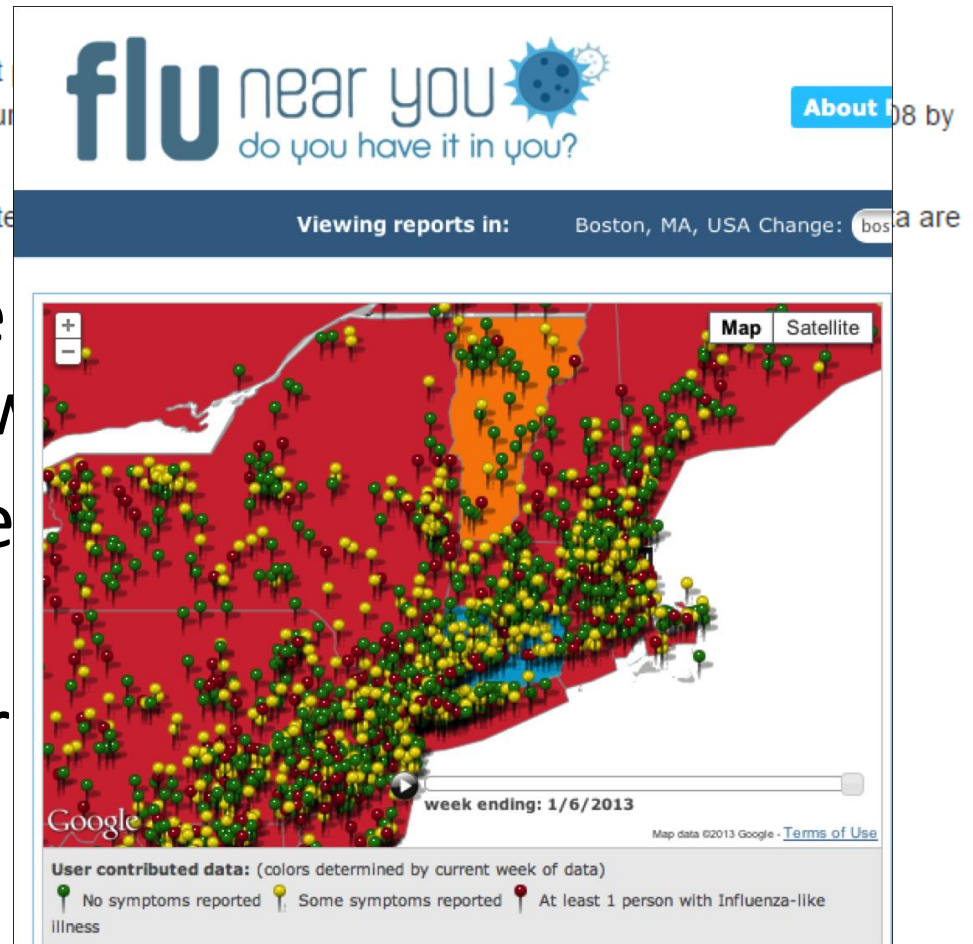 flu near you
do you have it in you?
About
08 by
Viewing reports in: Boston, MA, USA Change: bos
a are
+
−
Map Satellite
week ending: 1/6/2013
Google
Map data ©2013 Google - Terms of Use
User contributed data: (colors determined by current week of data)
No symptoms reported Some symptoms reported At least 1 person with Influenza-like
illness